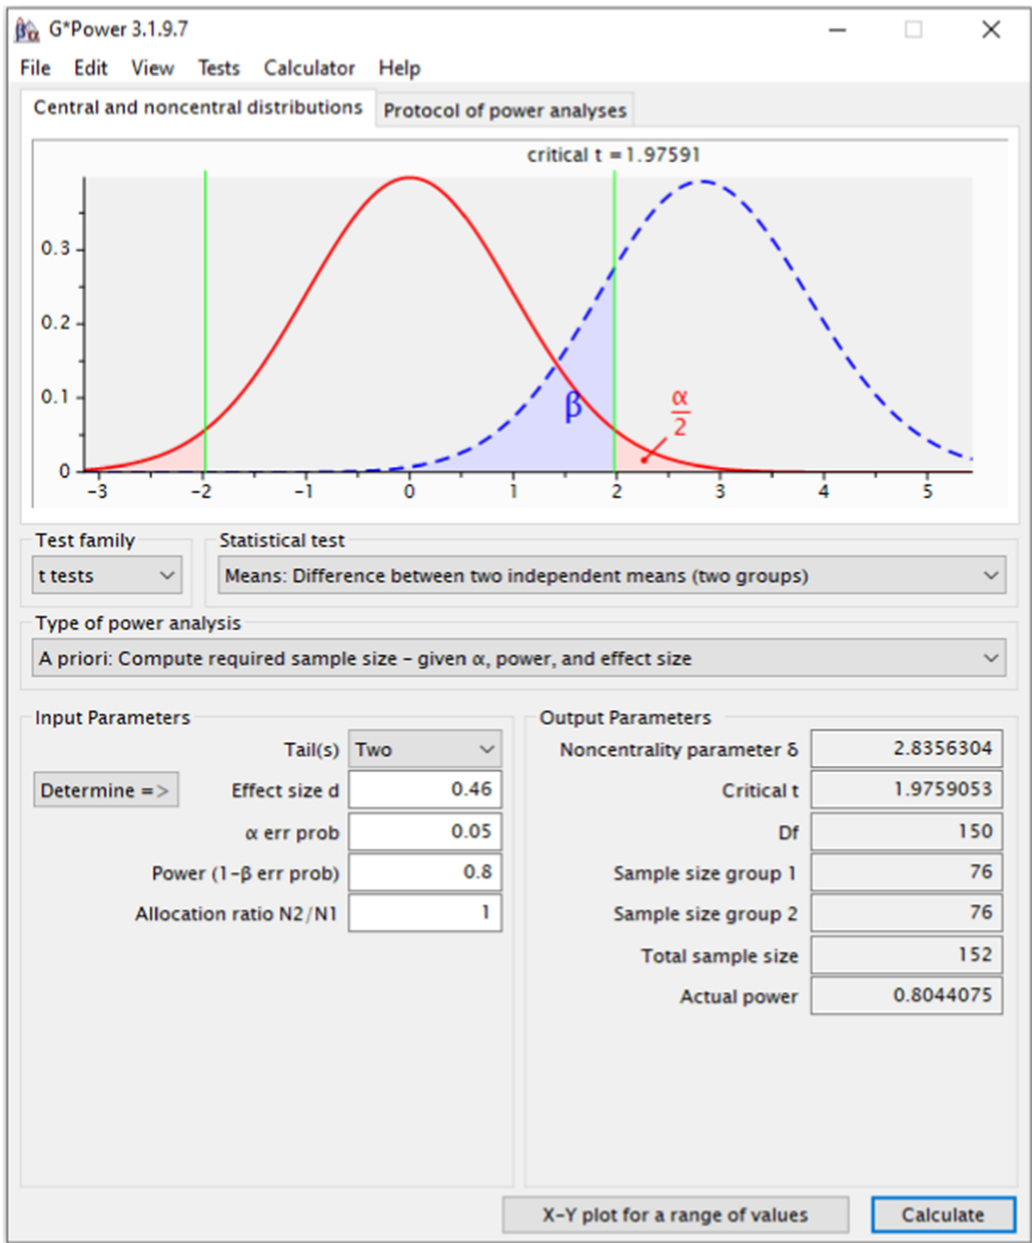 G*Power 3.1.9.7
File Edit View Tests Calculator Help
Central and noncentral distributions Protocol of power analyses
critical t =1.97591
0.3
0.2
0.1
0
β
α
2
-3 -2 -1 0 1 2 3 4 5
Test family Statistical test
t tests Means: Difference between two independent means (two groups)
Type of power analysis
A priori: Compute required sample size – given α, power, and effect size
Input Parameters Output Parameters
Tail(s) Two Noncentrality parameter δ 2.8356304
Determine => Effect size d 0.46 Critical t 1.9759053
α err prob 0.05 Df 150
Power (1–β err prob) 0.8 Sample size group 1 76
Allocation ratio N2/N1 1 Sample size group 2 76
Total sample size 152
Actual power 0.8044075
X–Y plot for a range of values Calculate